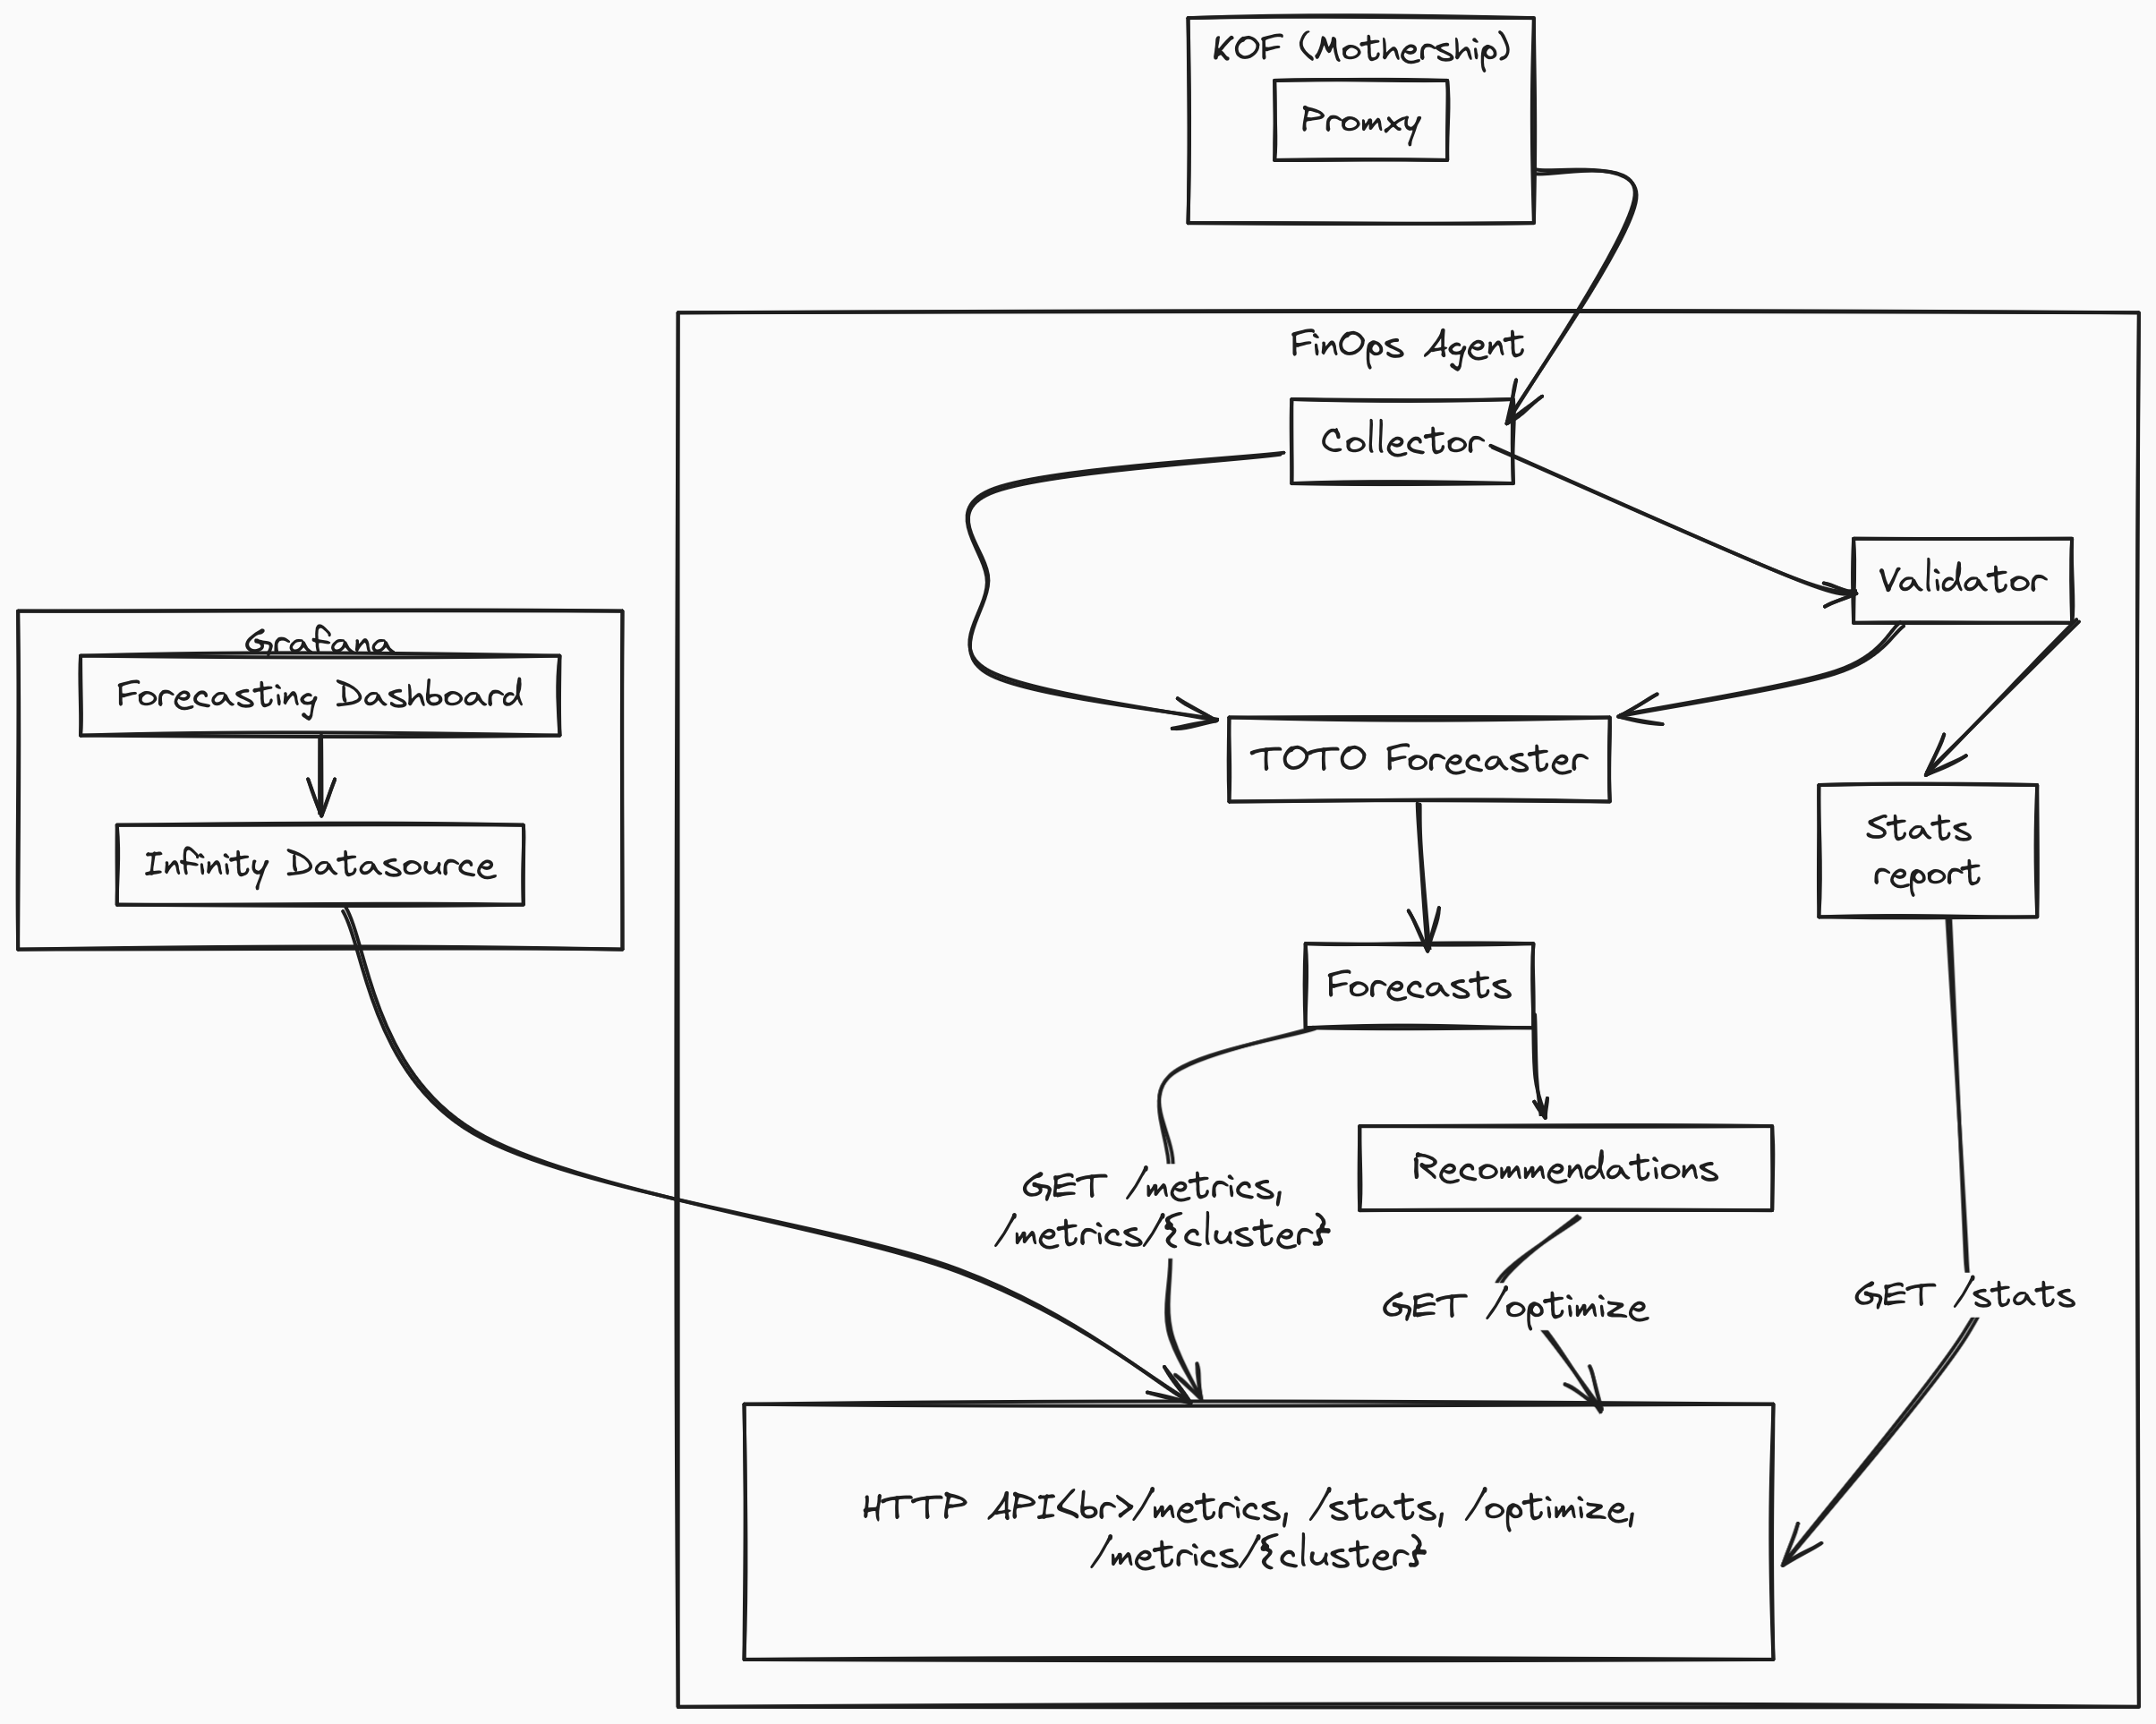 KOF (Mothership)
Promxy
FinOps Agent
Collector
Validator
Grafana
Forecasting Dashboard
Infinity Datasource
TOTO Forecaster
Stats
report
Forecasts
Recommendations
GET /metrics,
/metrics/{cluster}
GET /optimize
GET /stats
HTTP API<br>/metrics, /stats, /optimize,
/metrics/{cluster}